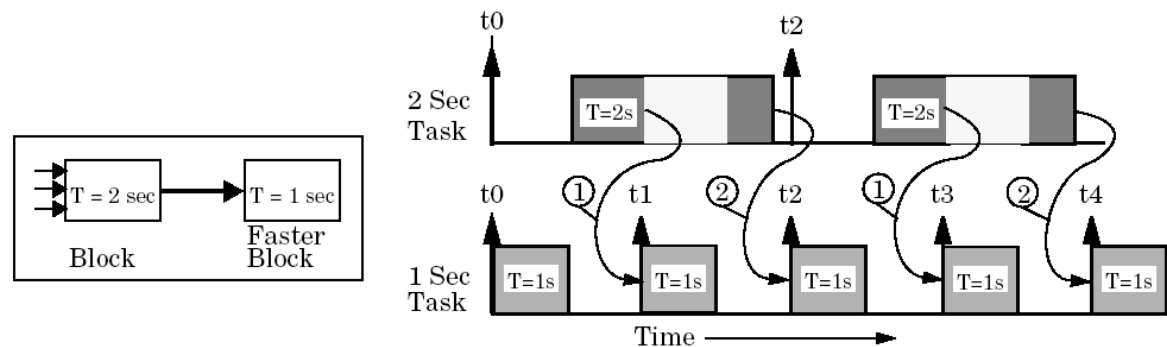 T = 2 sec
T = 1 sec
Block
Faster
Block
t0
t2
2 Sec
Task
T=2s
T=2s
1
2
1
2
t0
t1
t2
t3
t4
1 Sec
Task
T=1s
T=1s
T=1s
T=1s
T=1s
Time